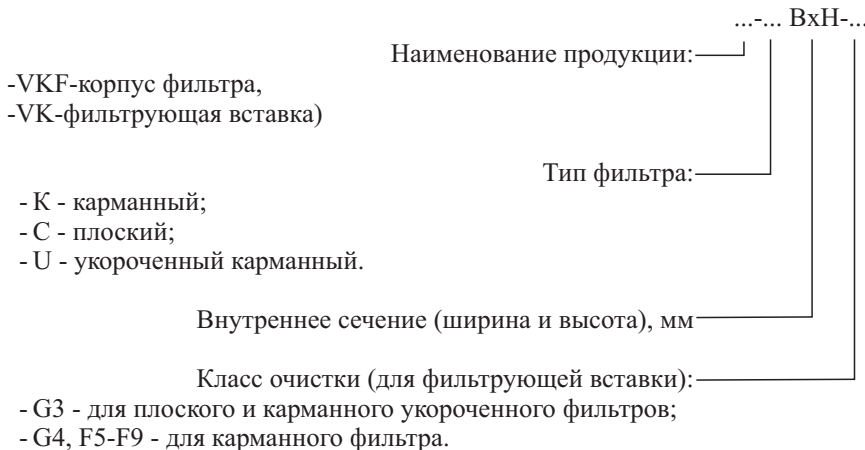 ...-... ВхН-...
Наименование продукции:
-VKF-корпус фильтра,
-VK-фильтрующая вставка)
Тип фильтра:
- К - карманный;
- С - плоский;
- U - укороченный карманный.
Внутреннее сечение (ширина и высота), мм
Класс очистки (для фильтрующей вставки):
- G3 - для плоского и карманного укороченного фильтров;
- G4, F5-F9 - для карманного фильтра.